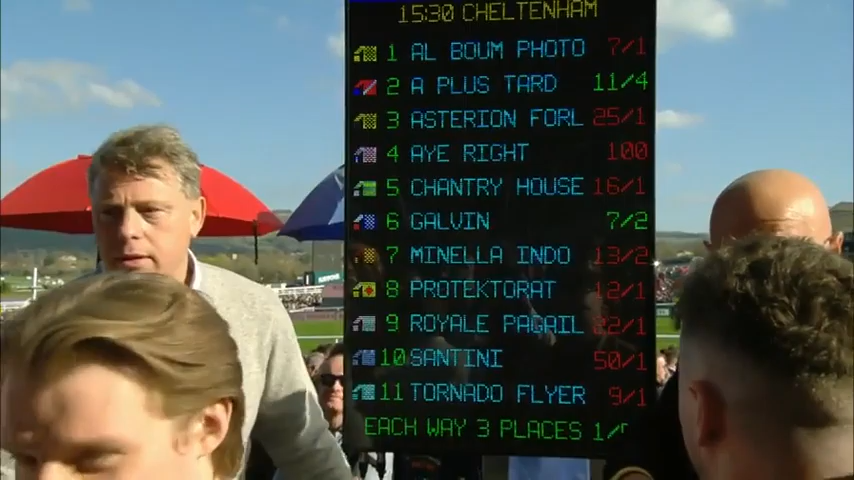 15:30 CHELTENHAM
1 AL BOUM PHOTO 7/1
2 A PLUS TARD 11/4
3 ASTERION FORL 25/1
4 AYE RIGHT 100
5 CHANTRY HOUSE 16/1
6 GALVIN 7/2
7 MINELLA INDO 13/2
8 PROTEKTORAT 12/1
9 ROYALE PAGAIL 22/1
10 SANTINI 50/1
11 TORNADO FLYER 9/1
EACH WAY 3 PLACES